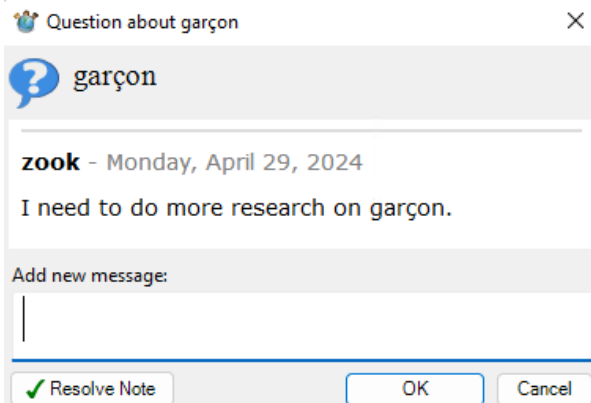 Question about garçon
garçon
zook - Monday, April 29, 2024
I need to do more research on garçon.
Add new message:
Resolve Note
OK
Cancel